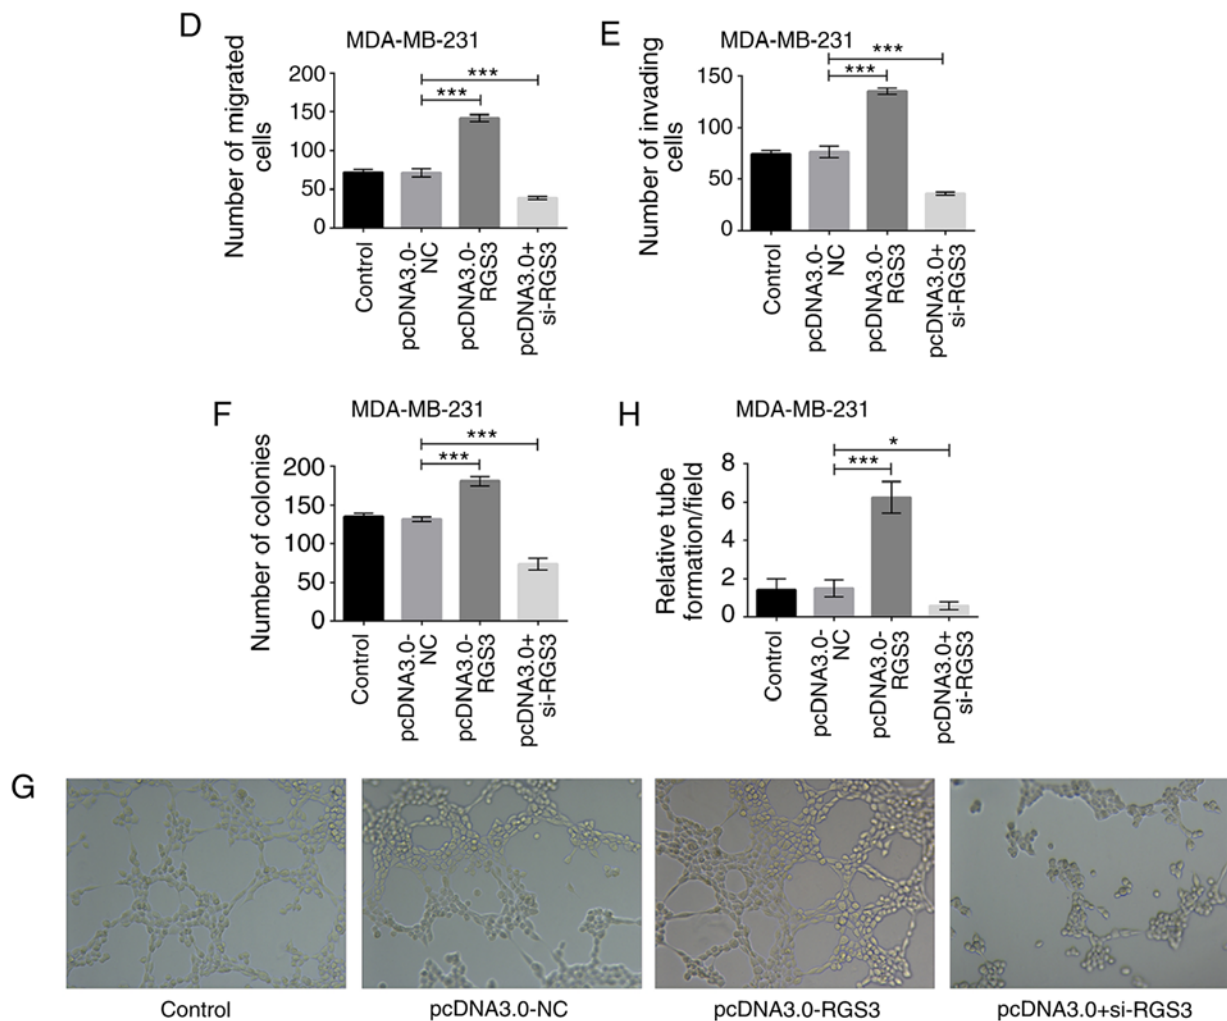 D
MDA-MB-231
Number of migrated
cells
200
150
100
50
0
***
***
Control
pcDNA3.0-
NC
pcDNA3.0-
RGS3
pcDNA3.0+
si-RGS3
E
MDA-MB-231
Number of invading
cells
150
100
50
0
***
***
Control
pcDNA3.0-
NC
pcDNA3.0-
RGS3
pcDNA3.0+
si-RGS3
F
MDA-MB-231
Number of colonies
200
150
100
50
0
***
***
Control
pcDNA3.0-
NC
pcDNA3.0-
RGS3
pcDNA3.0+
si-RGS3
H
MDA-MB-231
Relative tube
formation/field
8
6
4
2
0
*
***
Control
pcDNA3.0-
NC
pcDNA3.0-
RGS3
pcDNA3.0+
si-RGS3
G
Control
pcDNA3.0-NC
pcDNA3.0-RGS3
pcDNA3.0+si-RGS3